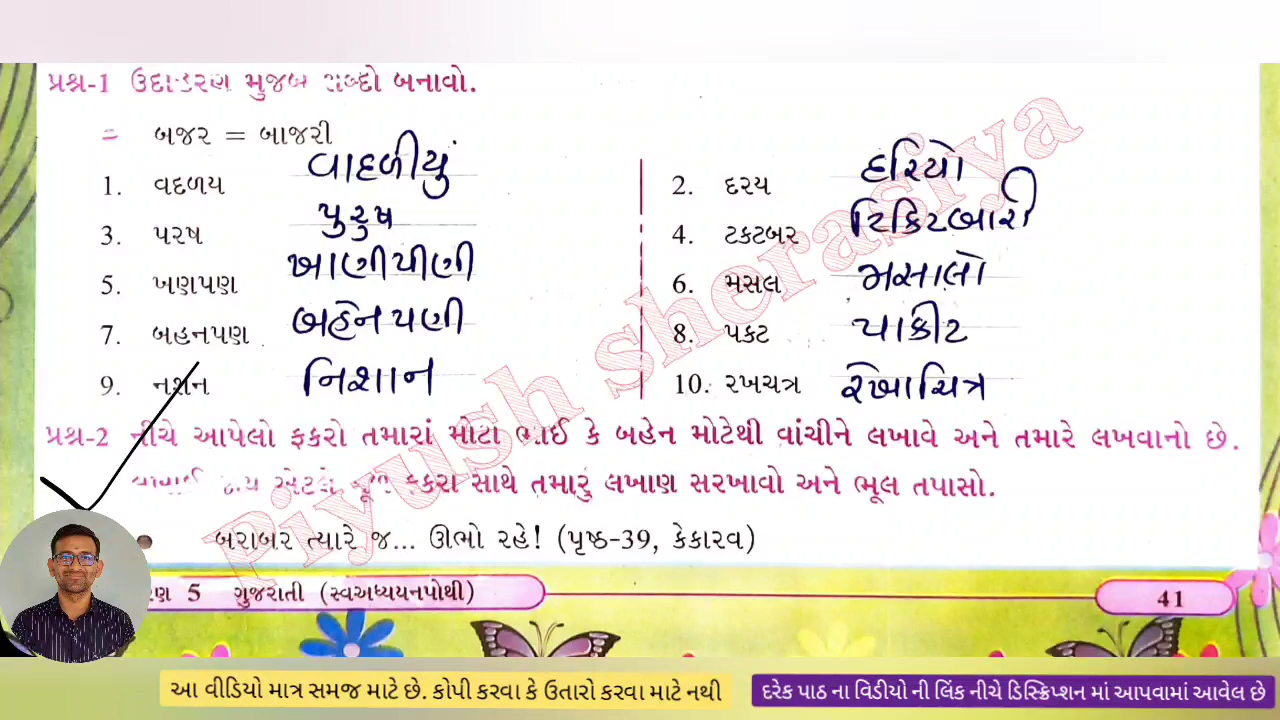 પ્રશ્ન-1 ઉદાહરણ મુજબ શબ્દો બનાવો.
= બજર = બાજરી
1. વદળય વાદળીયું
2. દરય દરિયો
3. પરષ પુરુષ
4. ટકટબર ટિકિટબારી
5. ખણપણ ખાણીપીણી
6. મસલ મસાલો
7. બહનપણ બહેનપણી
8. પકટ પાકીટ
9. નશન નિશાન
10. રખચત્ર રેખાચિત્ર
પ્રશ્ન-2 નીચે આપેલો ફકરો તમારાં મોટા ભાઈ કે બહેન મોટેથી વાંચીને લખાવે અને તમારે લખવાનો છે.
એટલે ફકરા સાથે તમારું લખાણ સરખાવો અને ભૂલ તપાસો.
બરાબર ત્યારે જ... ઊભો રહે! (પૃષ્ઠ-39, કેકારવ)
5 ગુજરાતી (સ્વઅધ્યયનપોથી)
41
Piyush sherasiya
આ વીડિયો માત્ર સમજ માટે છે. કોપી કરવા કે ઉતારો કરવા માટે નથી
દરેક પાઠ ના વિડીયો ની લિંક નીચે ડિસ્ક્રિપ્શન માં આપવામાં આવેલ છે